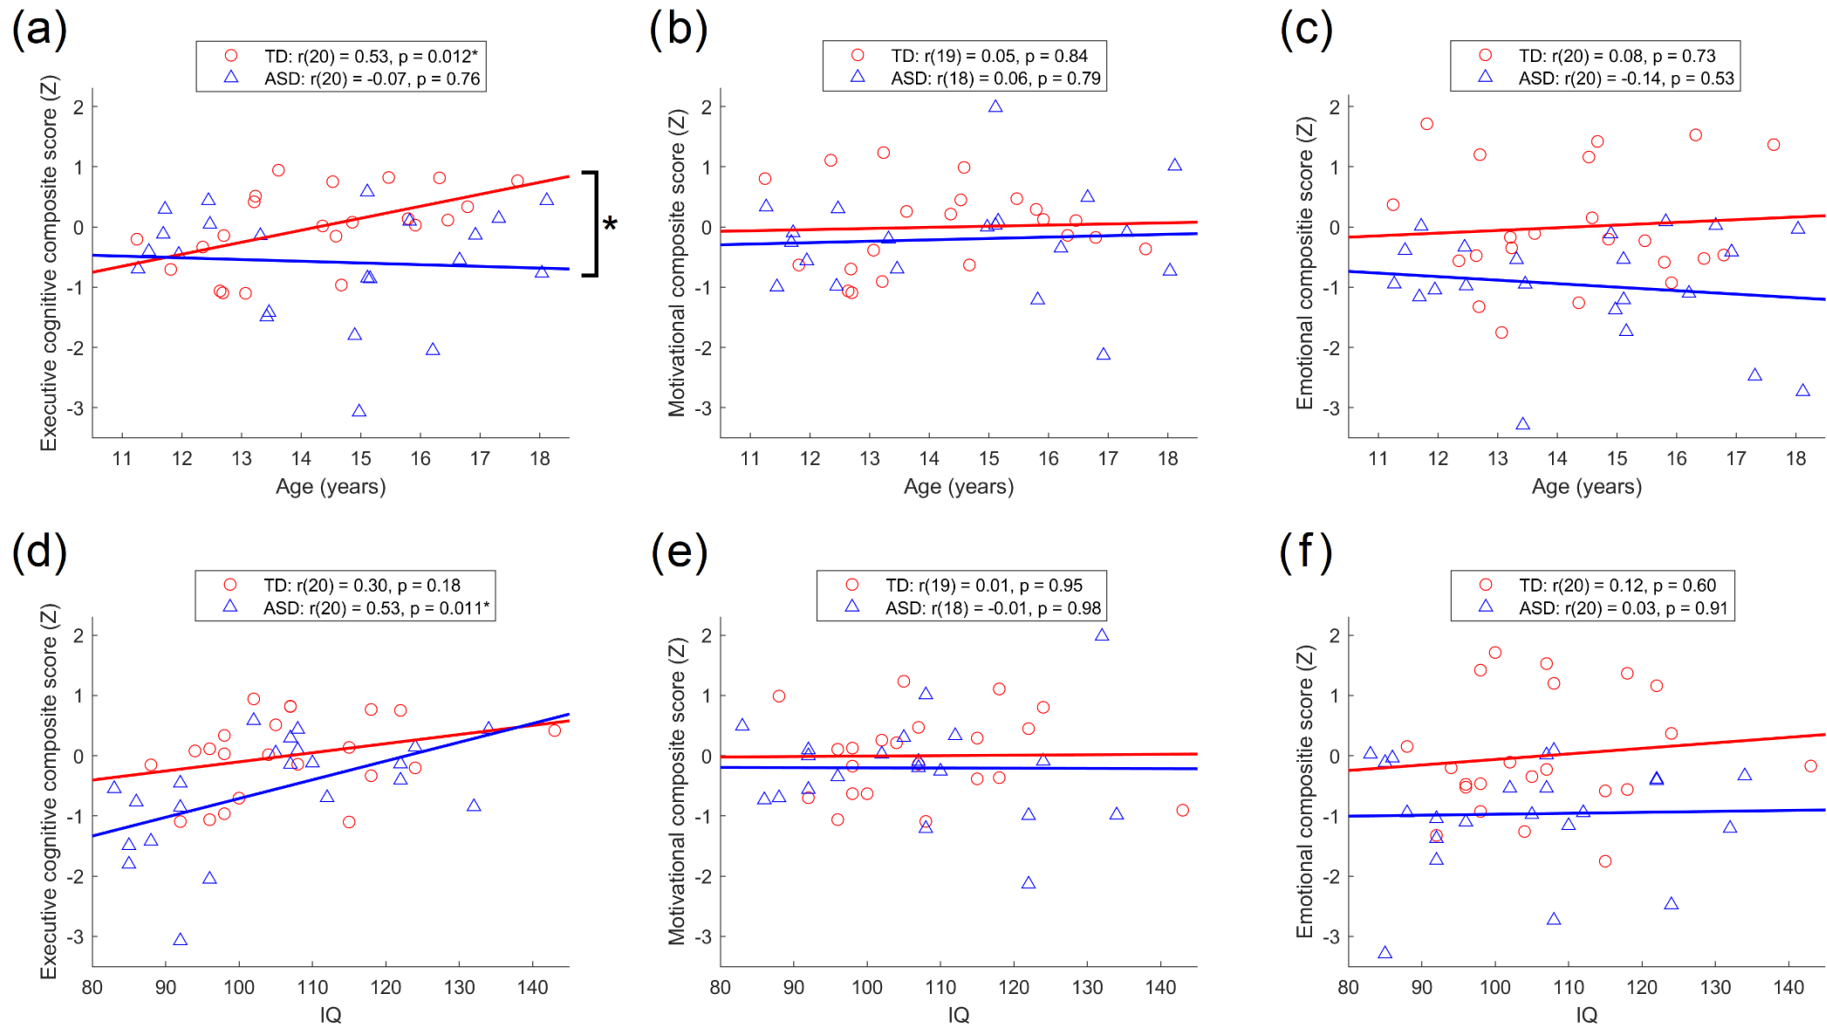 (a)
TD: r(20) = 0.53, p = 0.012*
ASD: r(20) = -0.07, p = 0.76
Executive cognitive composite score (Z)
2
1
0
-1
-2
-3
*
11 12 13 14 15 16 17 18
Age (years)
(b)
TD: r(19) = 0.05, p = 0.84
ASD: r(18) = 0.06, p = 0.79
Motivational composite score (Z)
2
1
0
-1
-2
-3
11 12 13 14 15 16 17 18
Age (years)
(c)
TD: r(20) = 0.08, p = 0.73
ASD: r(20) = -0.14, p = 0.53
Emotional compositie score (Z)
2
1
0
-1
-2
-3
11 12 13 14 15 16 17 18
Age (years)
(d)
TD: r(20) = 0.30, p = 0.18
ASD: r(20) = 0.53, p = 0.011*
Executive cognitive composite score (Z)
2
1
0
-1
-2
-3
80 90 100 110 120 130 140
IQ
(e)
TD: r(19) = 0.01, p = 0.95
ASD: r(18) = -0.01, p = 0.98
Motivational composite score (Z)
2
1
0
-1
-2
-3
80 90 100 110 120 130 140
IQ
(f)
TD: r(20) = 0.12, p = 0.60
ASD: r(20) = 0.03, p = 0.91
Emotional compositie score (Z)
2
1
0
-1
-2
-3
80 90 100 110 120 130 140
IQ